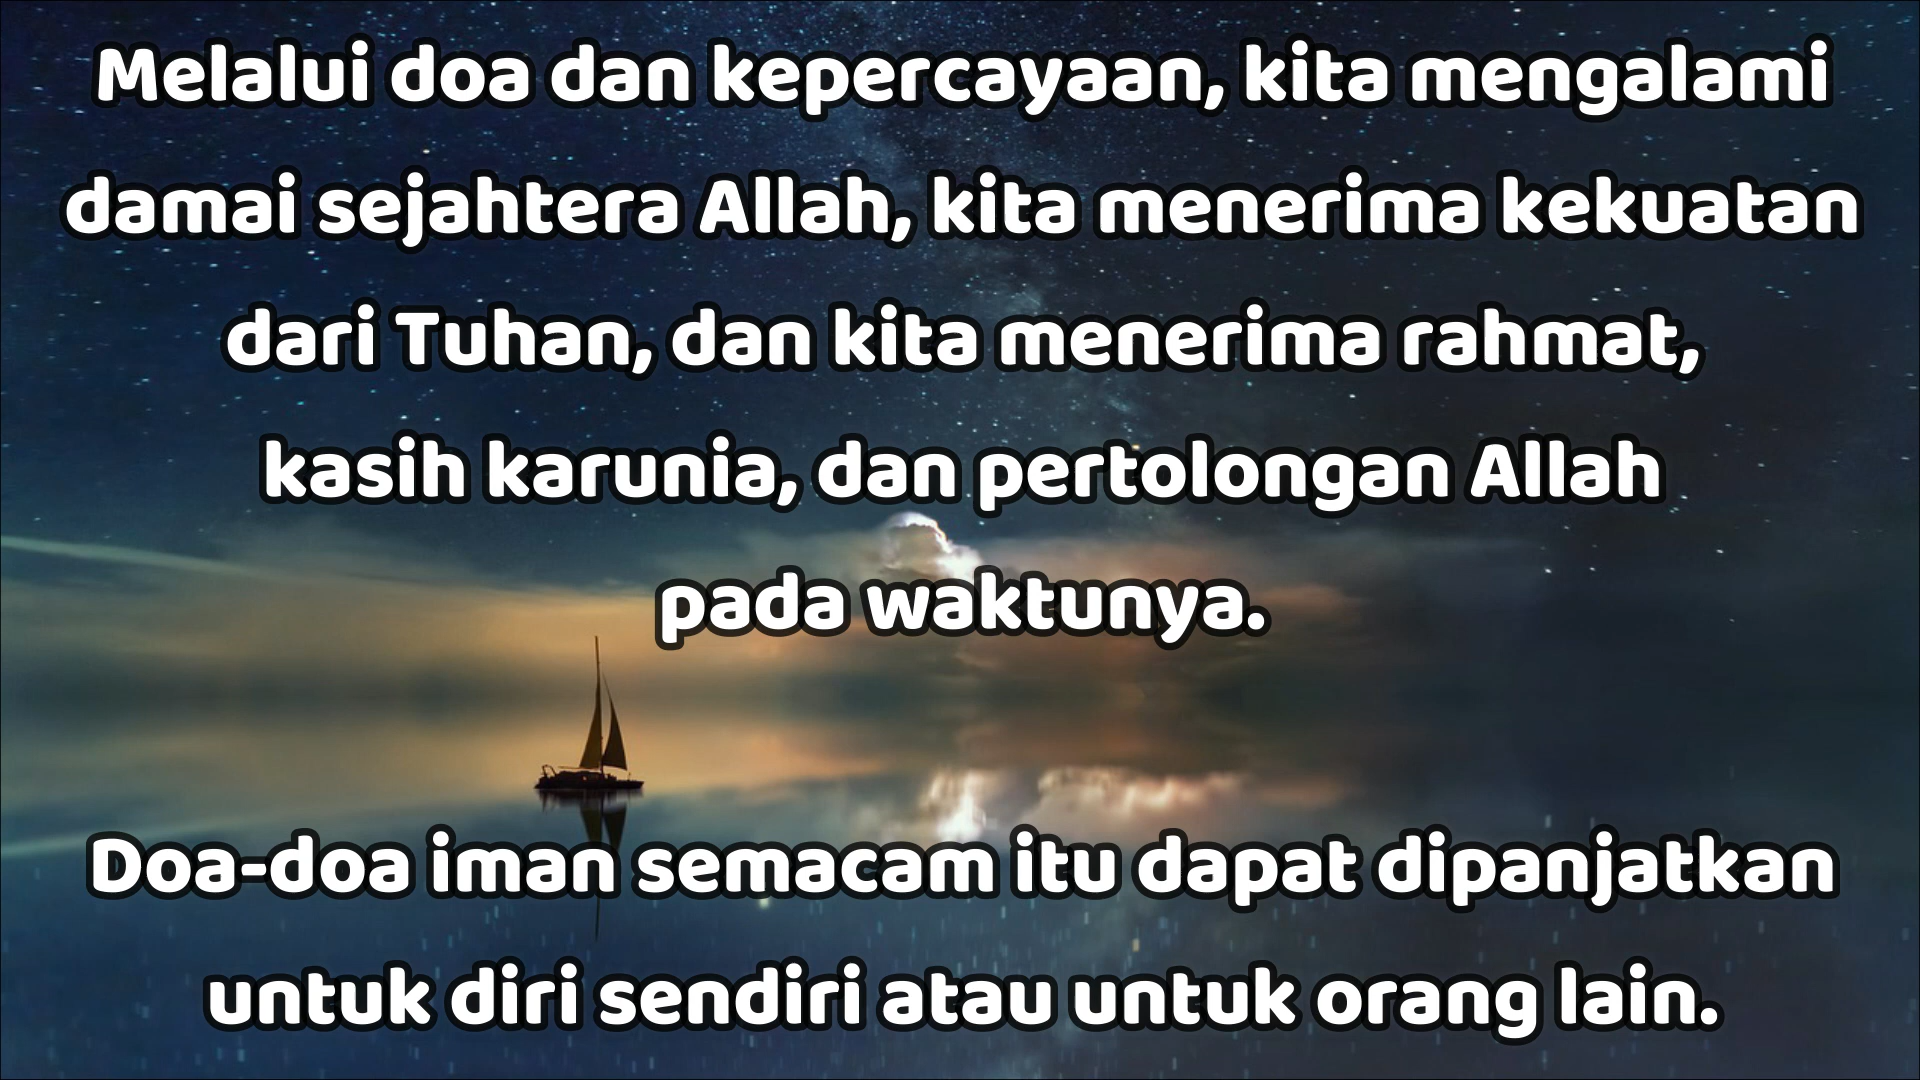 Melalui doa dan kepercayaan, kita mengalami
damai sejahtera Allah, kita menerima kekuatan
dari Tuhan, dan kita menerima rahmat,
kasih karunia, dan pertolongan Allah
pada waktunya.
Doa-doa iman semacam itu dapat dipanjatkan
untuk diri sendiri atau untuk orang lain.